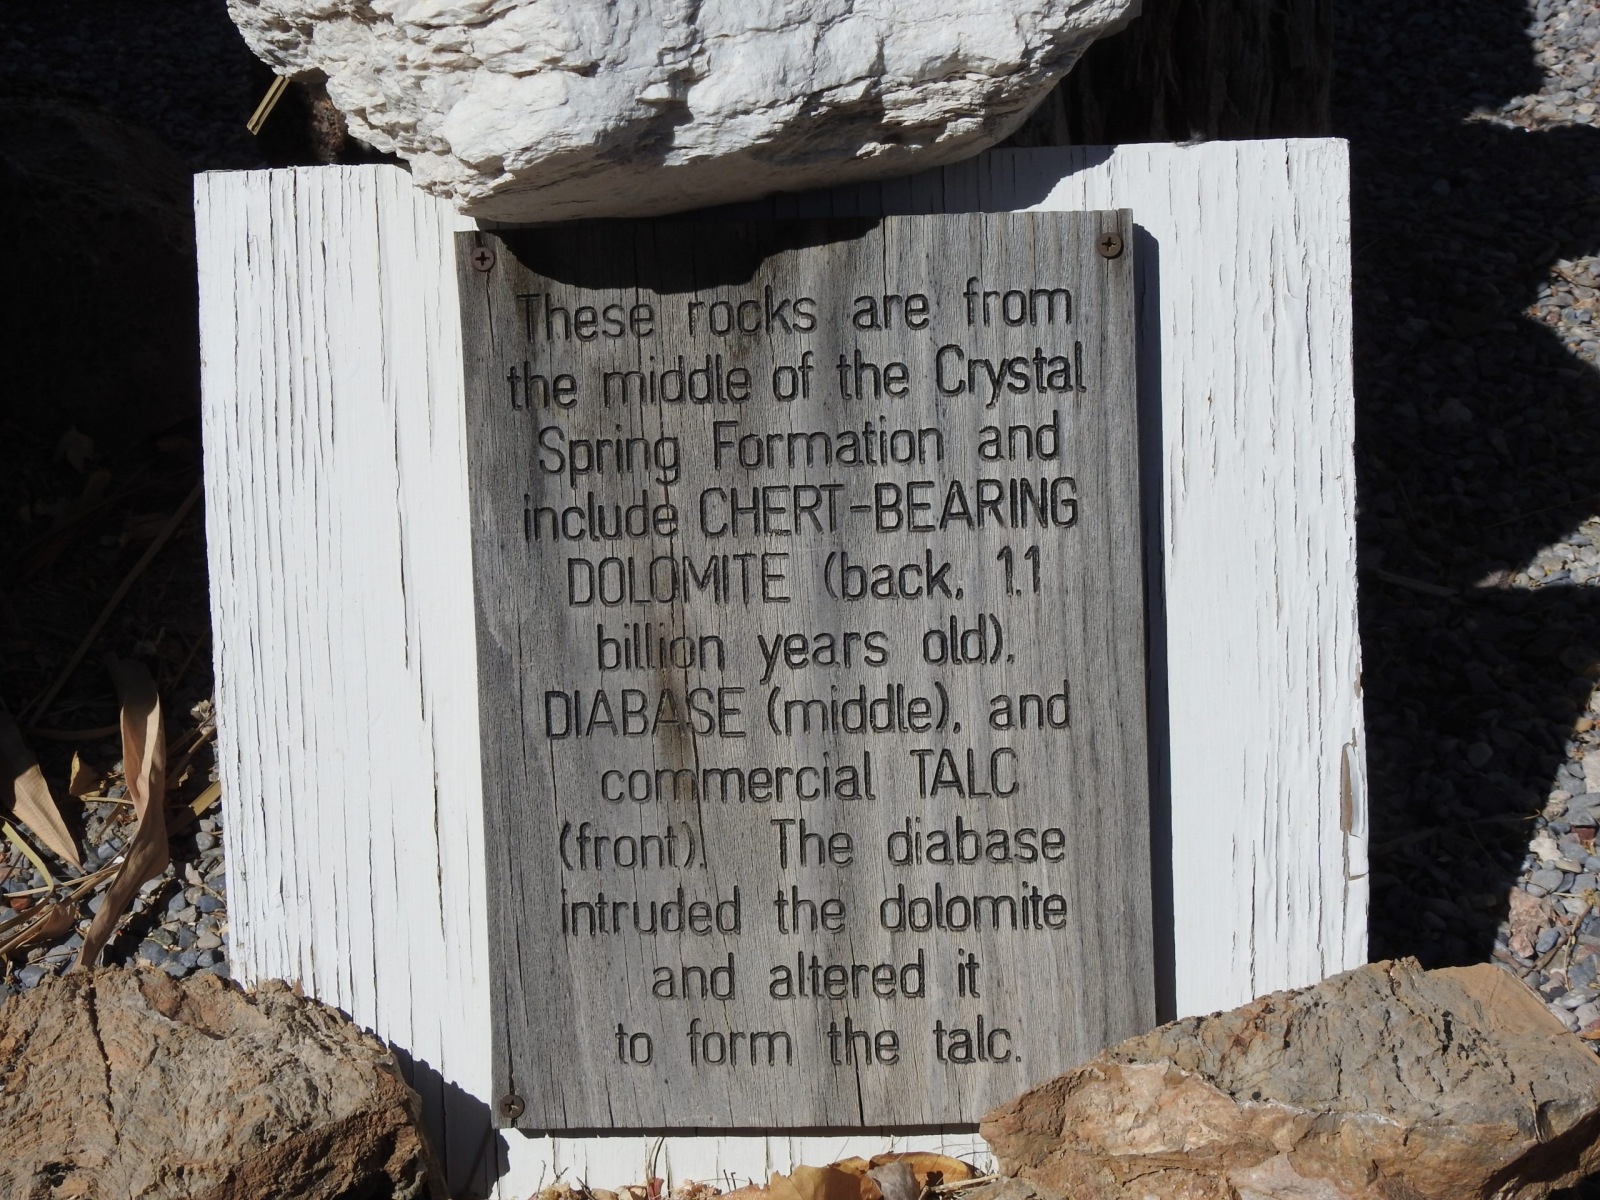 These rocks are from
the middle of the Crystal
Spring Formation and
include CHERT-BEARING
DOLOMITE (back, 1.1
billion years old),
DIABASE (middle), and
commercial TALC
(front). The diabase
intruded the dolomite
and altered it
to form the talc.